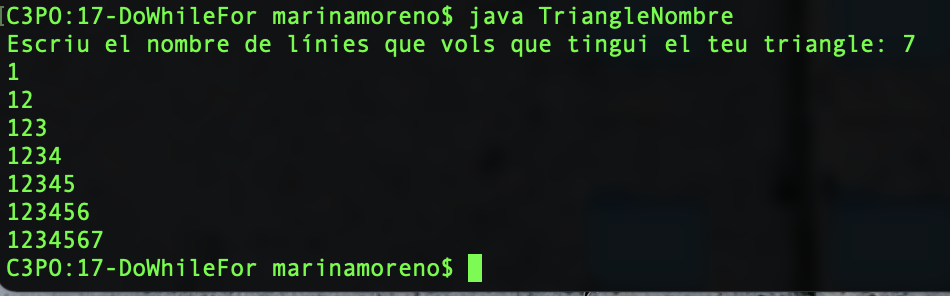 [C3PO:17-DoWhileFor marinamoreno$ java TriangleNombre
Escriu el nombre de línies que vols que tingui el teu triangle: 7
1
12
123
1234
12345
123456
1234567
C3PO:17-DoWhileFor marinamoreno$